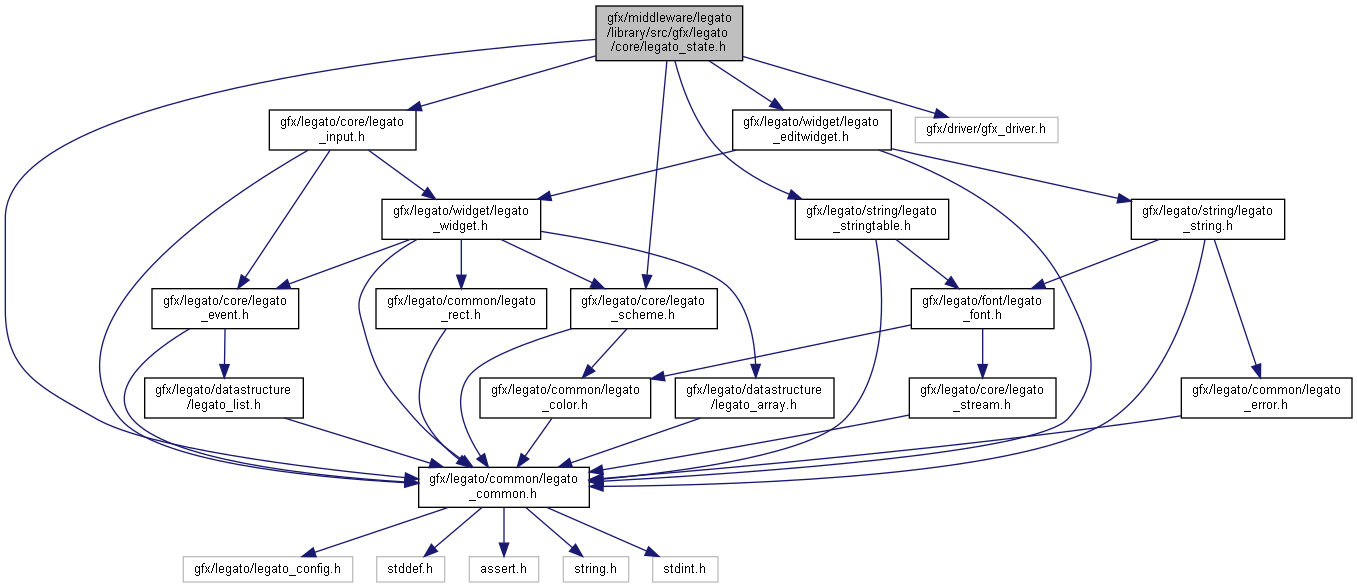 gfx/middleware/legato
/library/src/gfx/legato
/core/legato_state.h
gfx/legato/core/legato
_input.h
gfx/legato/widget/legato
_editwidget.h
gfx/driver/gfx_driver.h
gfx/legato/widget/legato
_widget.h
gfx/legato/string/legato
_stringtable.h
gfx/legato/string/legato
_string.h
gfx/legato/core/legato
_event.h
gfx/legato/common/legato
_rect.h
gfx/legato/core/legato
_scheme.h
gfx/legato/font/legato
_font.h
gfx/legato/datastructure
/legato_list.h
gfx/legato/common/legato
_color.h
gfx/legato/datastructure
/legato_array.h
gfx/legato/core/legato
_stream.h
gfx/legato/common/legato
_error.h
gfx/legato/common/legato
_common.h
gfx/legato/legato_config.h
stddef.h
assert.h
string.h
stdint.h